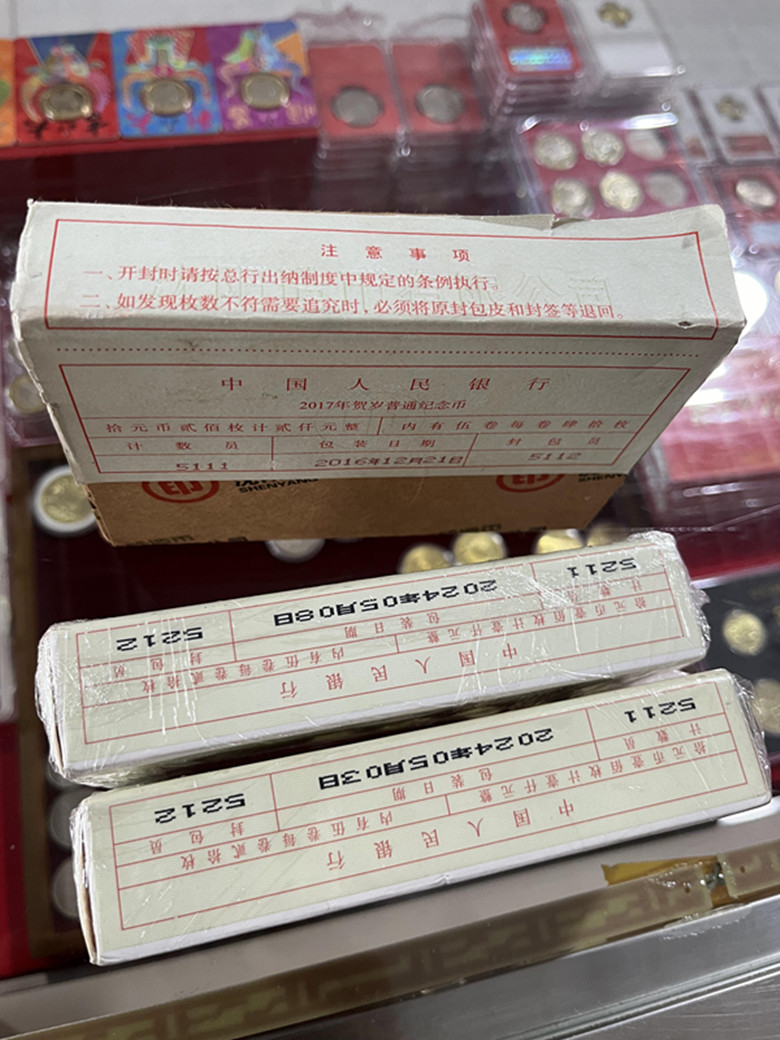 注意事项
一、开封时请按总行出纳制度中规定的条例执行。
二、如发现枚数不符需要追究时，必须将原封包皮和封签等退回。
中国人民银行
2017年贺岁普通纪念币
拾元币贰佰枚计贰仟元整 内有伍卷每卷肆拾枚
计数员 包装日期 封包员
5111 2016年12月21日 5112
SHENYANG
中国人民银行
拾元币壹佰枚计壹仟元整 内有伍卷每卷贰拾枚
计数员 包装日期 封包员
5211 2024年05月08日 5212
中国人民银行
拾元币壹佰枚计壹仟元整 内有伍卷每卷贰拾枚
计数员 包装日期 封包员
5211 2024年05月03日 5212